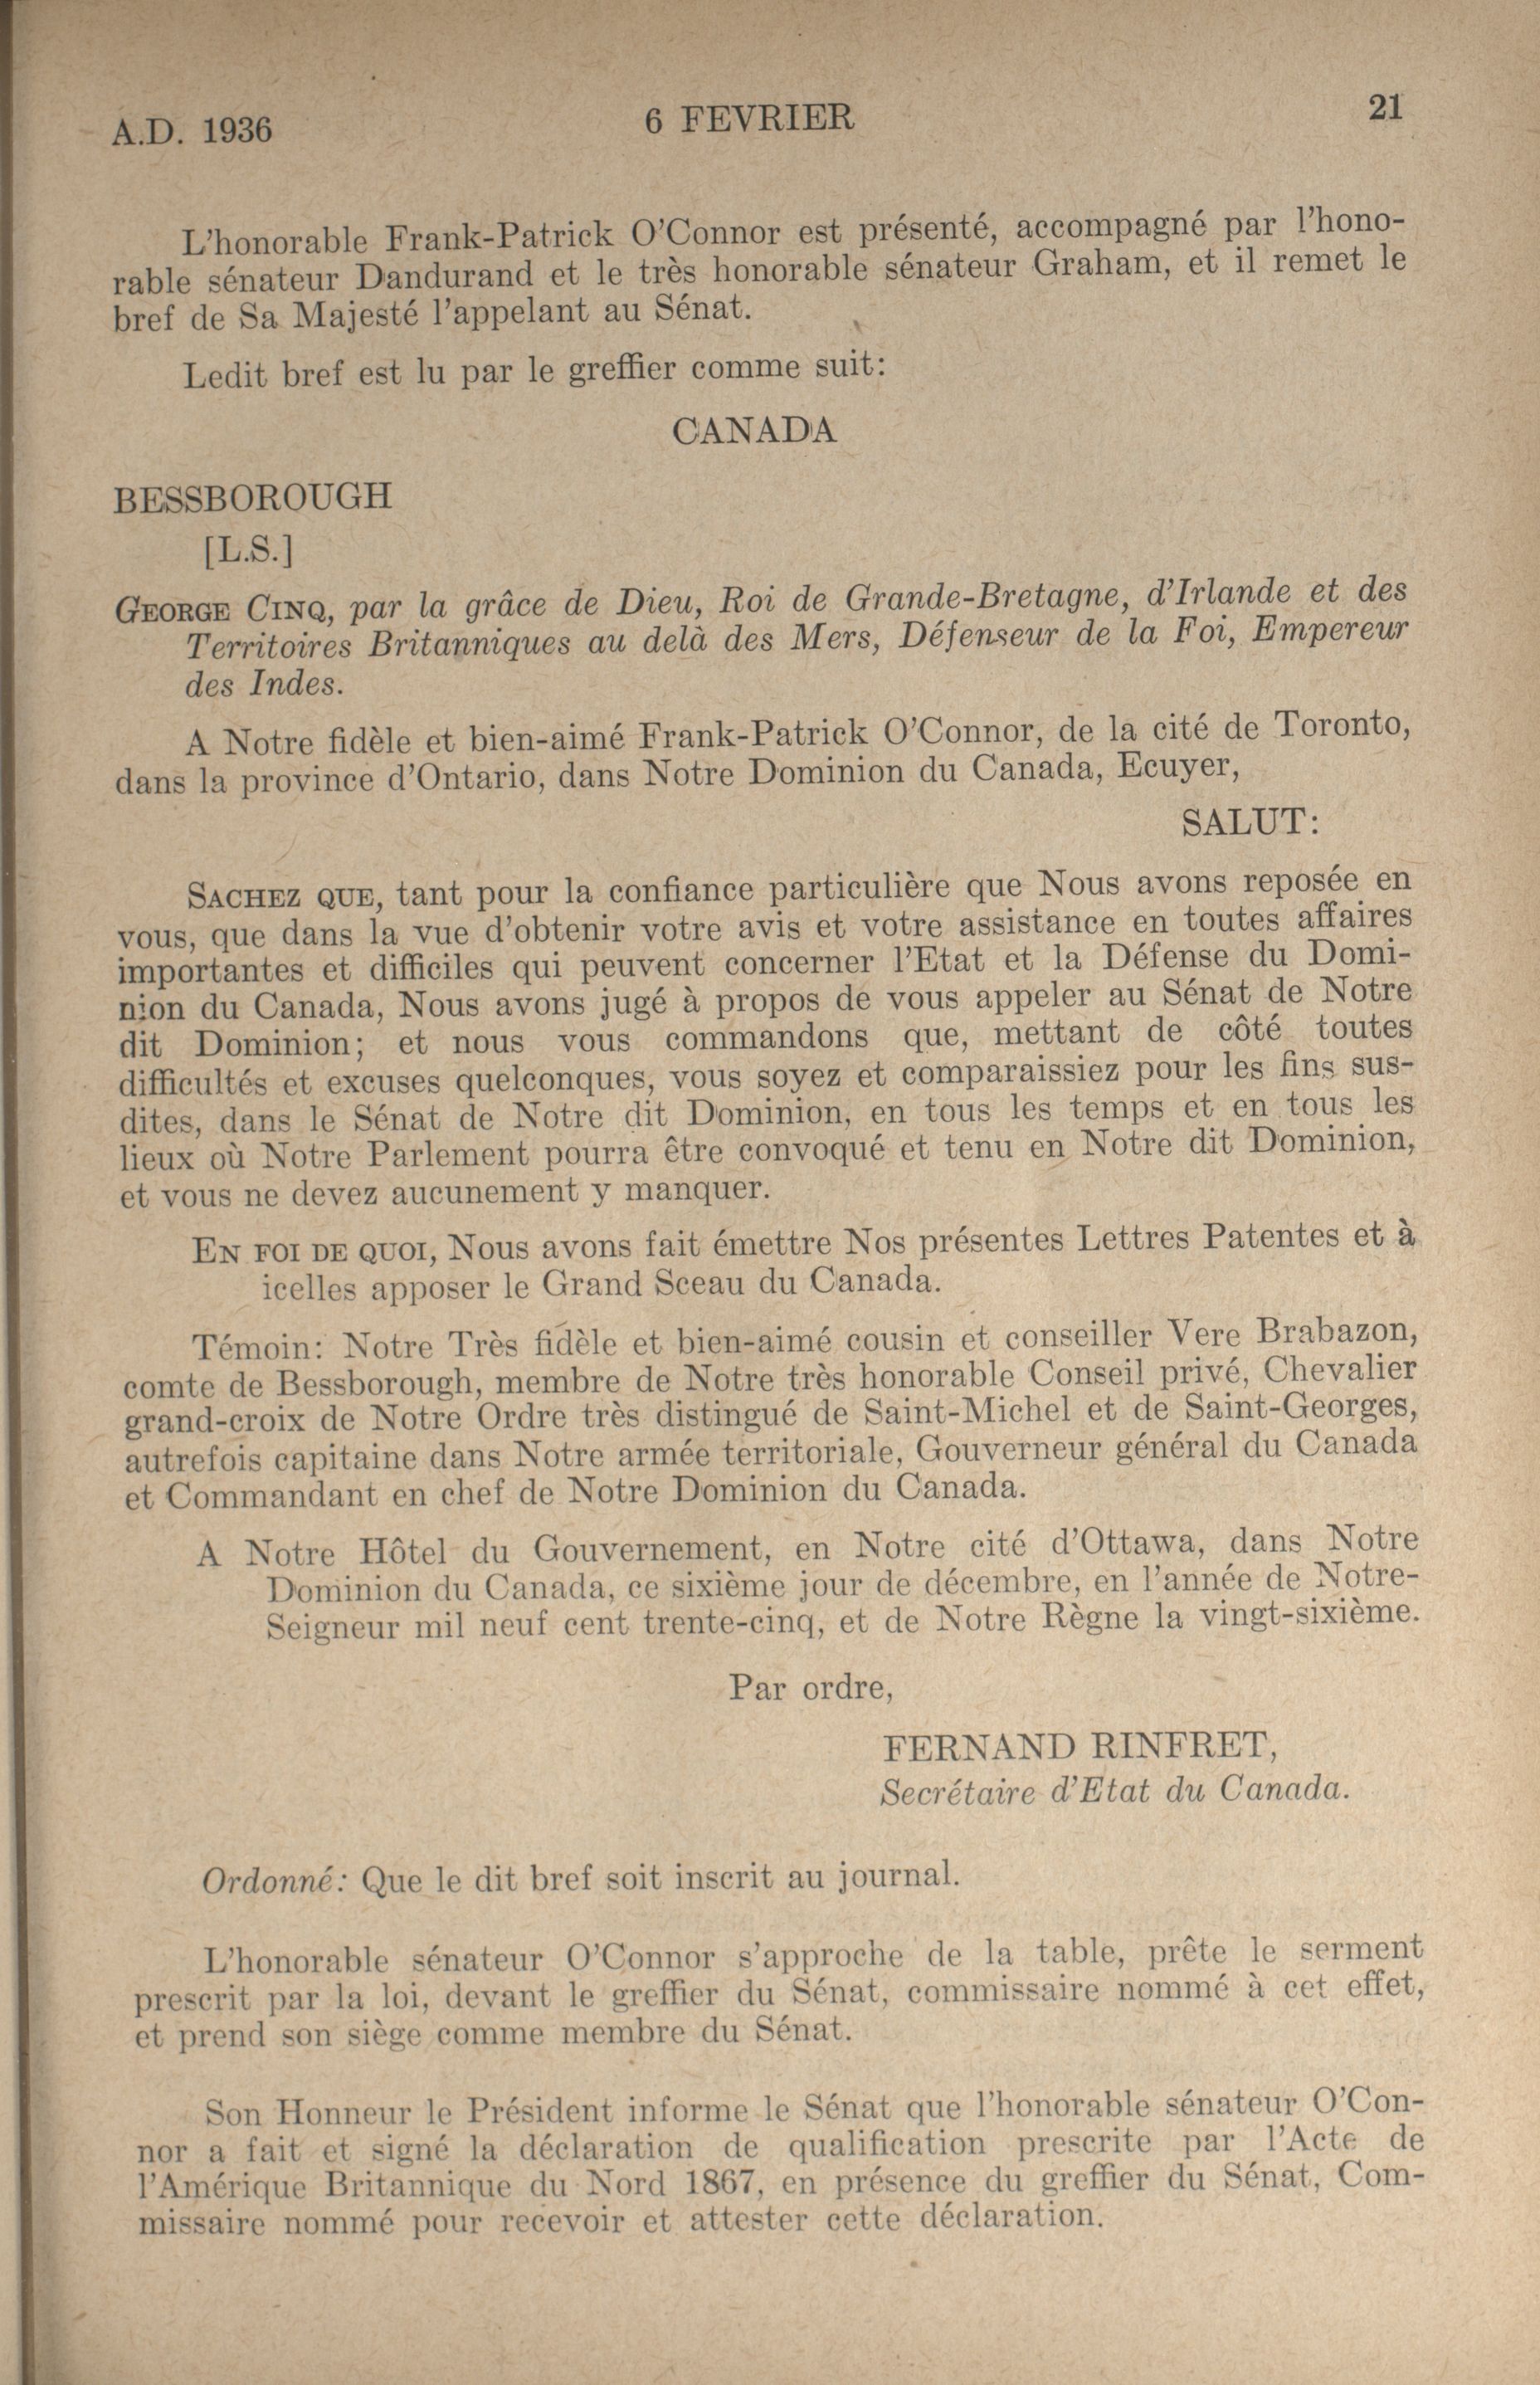 A.D. 1936 6 FEVRIER 21
L'honorable Frank-Patrick O'Connor est présenté, accompagné par l'hono-
rable sénateur Dandurand et le très honorable sénateur Graham, et il remet le
bref de Sa Majesté l'appelant au Sénat.
Ledit bref est lu par le greffier comme suit:
CANADA
BESSBOROUGH
[L.S.]
GEORGE CINQ, par la grâce de Dieu, Roi de Grande-Bretagne, d'Irlande et des
Territoires Britanniques au delà des Mers, Défenseur de la Foi, Empereur
des Indes.
A Notre fidèle et bien-aimé Frank-Patrick O'Connor, de la cité de Toronto,
dans la province d'Ontario, dans Notre Dominion du Canada, Ecuyer,
SALUT:
SACHEZ QUE, tant pour la confiance particulière que Nous avons reposée en
vous, que dans la vue d'obtenir votre avis et votre assistance en toutes affaires
importantes et difficiles qui peuvent concerner l'Etat et la Défense du Domi-
nion du Canada, Nous avons jugé à propos de vous appeler au Sénat de Notre
dit Dominion; et nous vous commandons que, mettant de côté toutes
difficultés et excuses quelconques, vous soyez et comparaissiez pour les fins sus-
dites, dans le Sénat de Notre dit Dominion, en tous les temps et en tous les
lieux où Notre Parlement pourra être convoqué et tenu en Notre dit Dominion,
et vous ne devez aucunement y manquer.
EN FOI DE QUOI, Nous avons fait émettre Nos présentes Lettres Patentes et à
icelles apposer le Grand Sceau du Canada.
Témoin: Notre Très fidèle et bien-aimé cousin et conseiller Vere Brabazon,
comte de Bessborough, membre de Notre très honorable Conseil privé, Chevalier
grand-croix de Notre Ordre très distingué de Saint-Michel et de Saint-Georges,
autrefois capitaine dans Notre armée territoriale, Gouverneur général du Canada
et Commandant en chef de Notre Dominion du Canada.
A Notre Hôtel du Gouvernement, en Notre cité d'Ottawa, dans Notre
Dominion du Canada, ce sixième jour de décembre, en l'année de Notre-
Seigneur mil neuf cent trente-cinq, et de Notre Règne la vingt-sixième.
Par ordre,
FERNAND RINFRET,
Secrétaire d'Etat du Canada.
Ordonné: Que le dit bref soit inscrit au journal.
L'honorable sénateur O'Connor s'approche de la table, prête le serment
prescrit par la loi, devant le greffier du Sénat, commissaire nommé à cet effet,
et prend son siège comme membre du Sénat.
Son Honneur le Président informe le Sénat que l'honorable sénateur O'Con-
nor a fait et signé la déclaration de qualification prescrite par l'Acte de
l'Amérique Britannique du Nord 1867, en présence du greffier du Sénat, Com-
missaire nommé pour recevoir et attester cette déclaration.